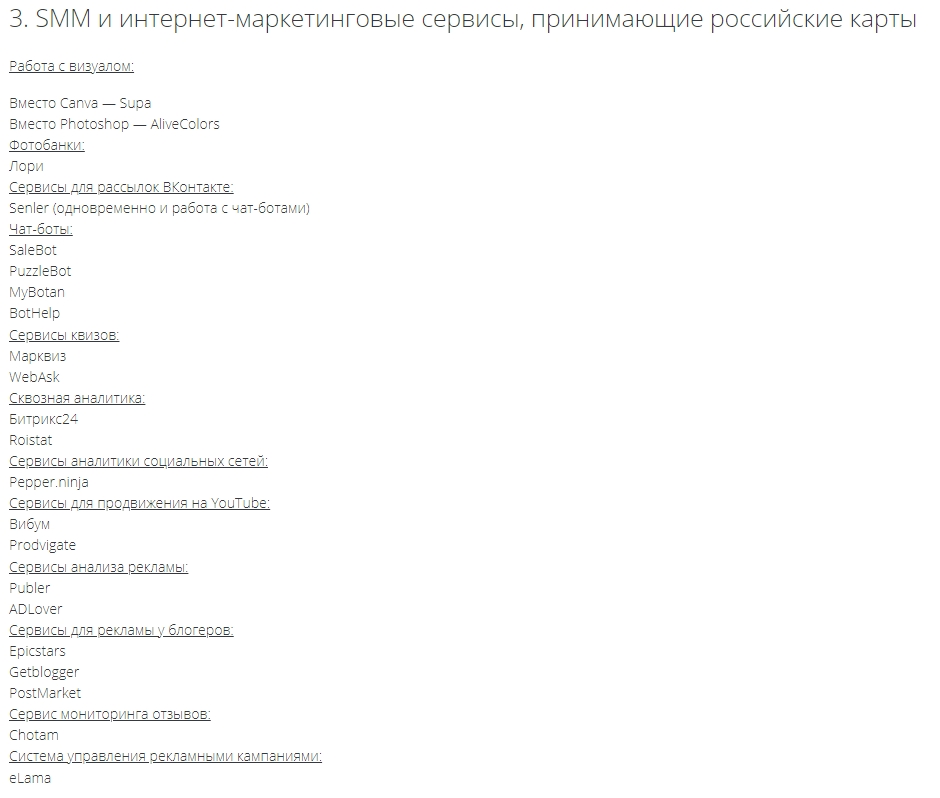 3. SMM и интернет-маркетинговые сервисы, принимающие российские карты
Работа с визуалом:
Вместо Canva — Supa
Вместо Photoshop — AliveColors
Фотобанки:
Лори
Сервисы для рассылок ВКонтакте:
Senler (одновременно и работа с чат-ботами)
Чат-боты:
SaleBot
PuzzleBot
MyBotan
BotHelp
Сервисы квизов:
Марквиз
WebAsk
Сквозная аналитика:
Битрикс24
Roistat
Сервисы аналитики социальных сетей:
Pepper.ninja
Сервисы для продвижения на YouTube:
Вибум
Prodvigate
Сервисы анализа рекламы:
Publer
ADLover
Сервисы для рекламы у блогеров:
Epicstars
Getblogger
PostMarket
Сервис мониторинга отзывов:
Chotam
Система управления рекламными кампаниями:
eLama